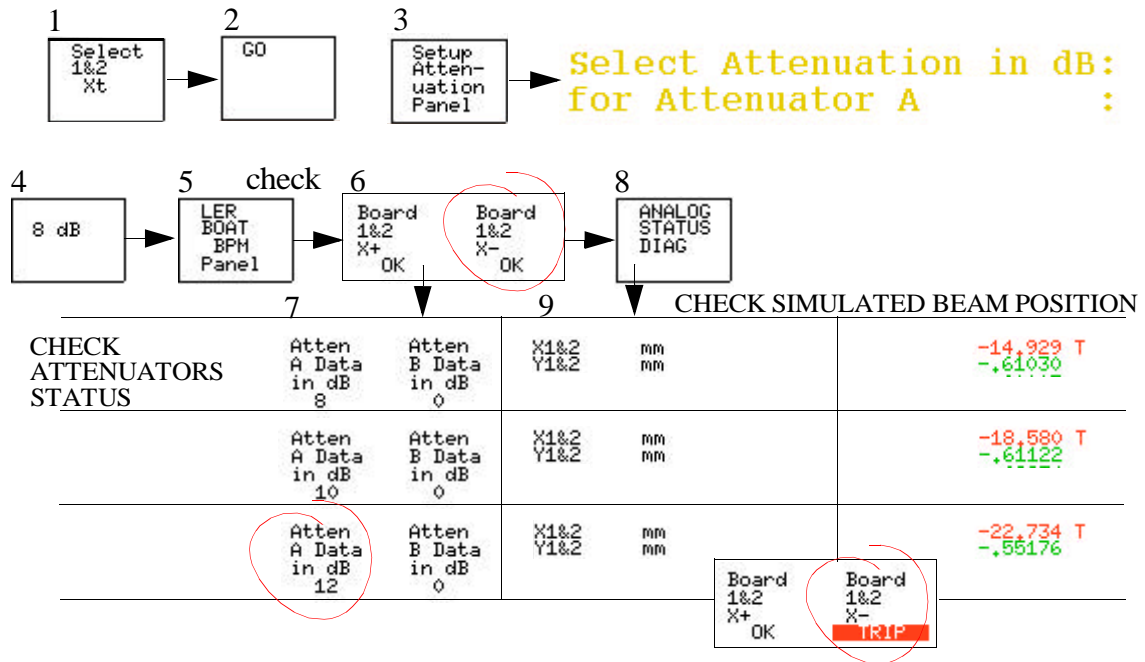 1
Select
1&2
Xt
2
GO
3
Setup
Atten-
uation
Panel
Select Attenuation in dB:
for Attenuator A :
4
8 dB
5
LER
BOAT
BPM
Panel
check
6
Board
1&2
X+
OK
Board
1&2
X-
OK
8
ANALOG
STATUS
DIAG
7
9
CHECK SIMULATED BEAM POSITION
CHECK
ATTENUATORS
STATUS
Atten
A Data
in dB
8
Atten
B Data
in dB
0
X1&2 mm -14.929 T
Y1&2 mm -.61030
Atten
A Data
in dB
10
Atten
B Data
in dB
0
X1&2 mm -18.580 T
Y1&2 mm -.61122
Atten
A Data
in dB
12
Atten
B Data
in dB
0
X1&2 mm -22.734 T
Y1&2 mm -.55176
Board
1&2
X+
OK
Board
1&2
X-
TRIP